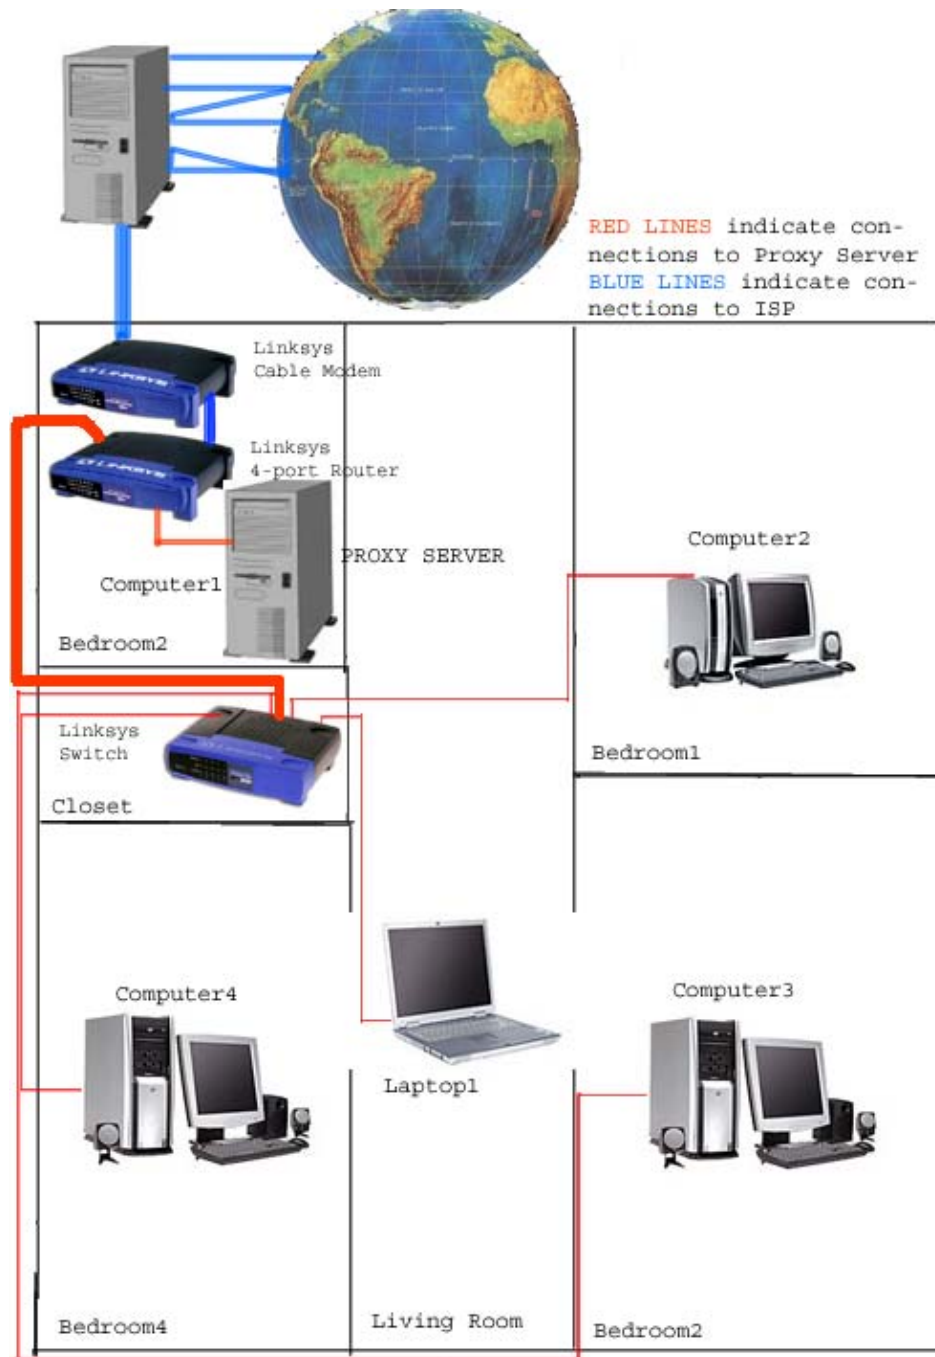 RED LINES indicate con-
nections to Proxy Server
BLUE LINES indicate con-
nections to ISP
Linksys
Cable Modem
LINKSYS
Linksys
4-port Router
LINKSYS
PROXY SERVER
Computer1
Bedroom2
Computer2
Bedroom1
Linksys
Switch
Closet
Computer4
Laptop1
Computer3
Bedroom4
Living Room
Bedroom2